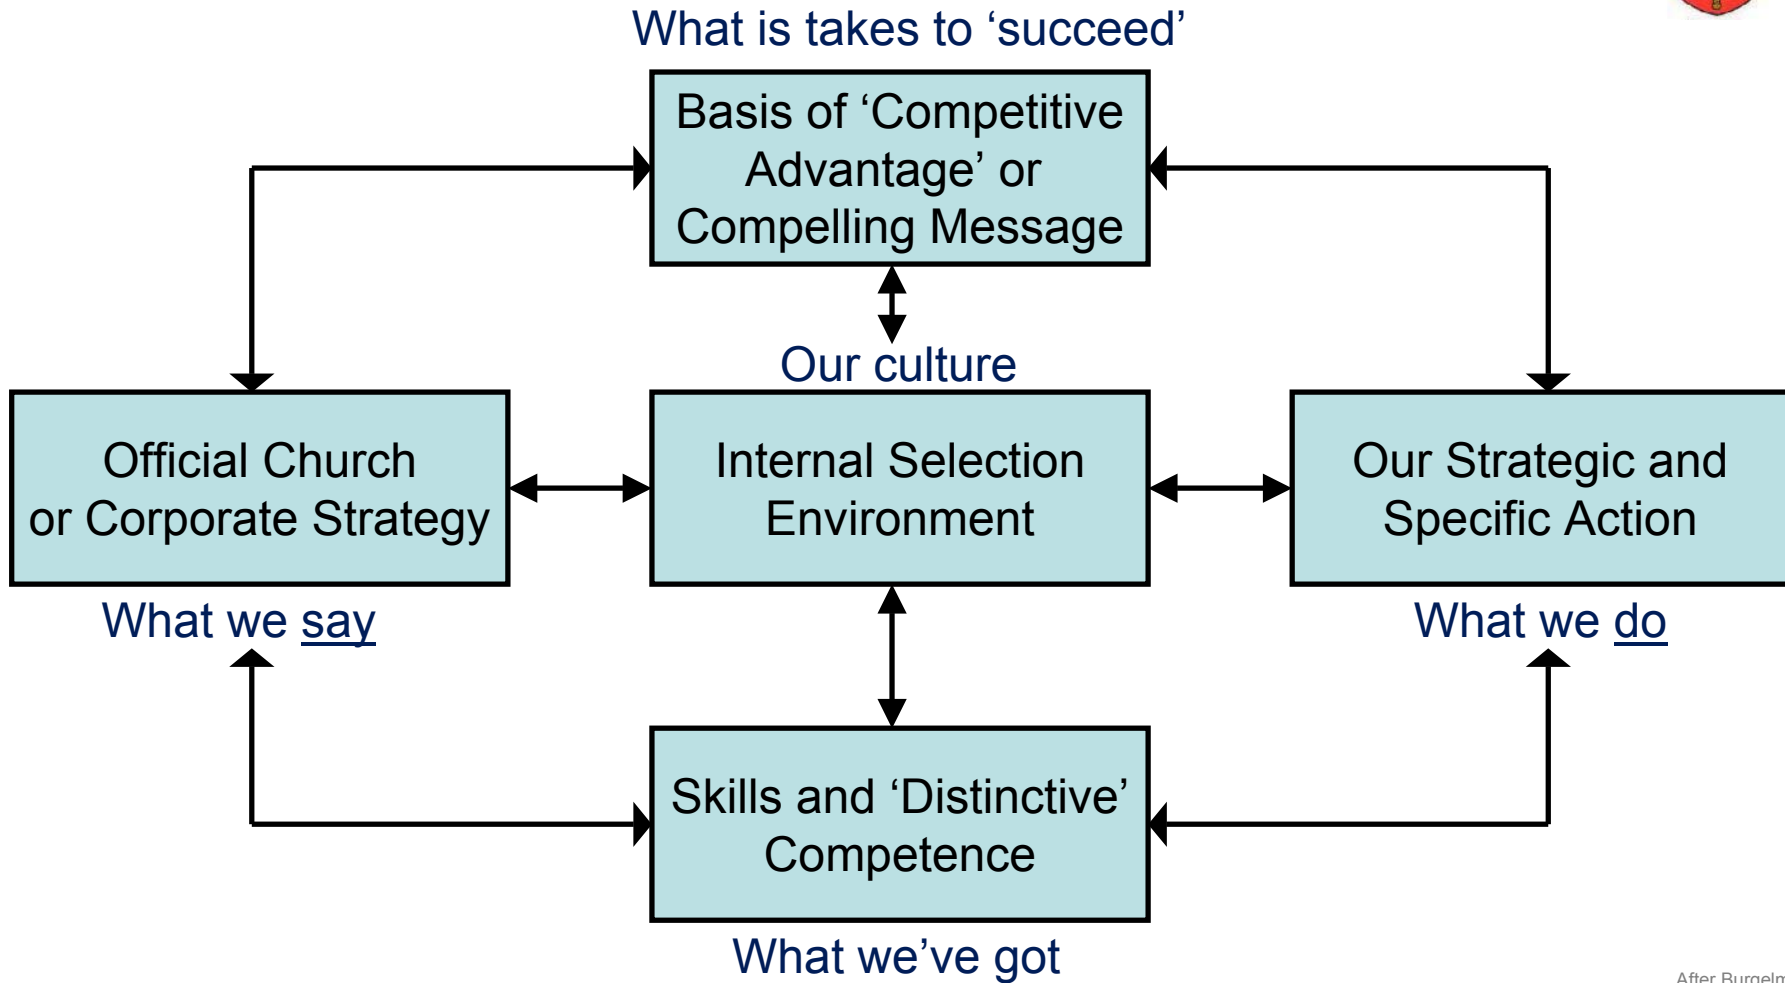 What is takes to ‘succeed’
Basis of ‘Competitive
Advantage’ or
Compelling Message
Our culture
Official Church
or Corporate Strategy
Internal Selection
Environment
Our Strategic and
Specific Action
What we say
What we do
Skills and ‘Distinctive’
Competence
What we’ve got
After